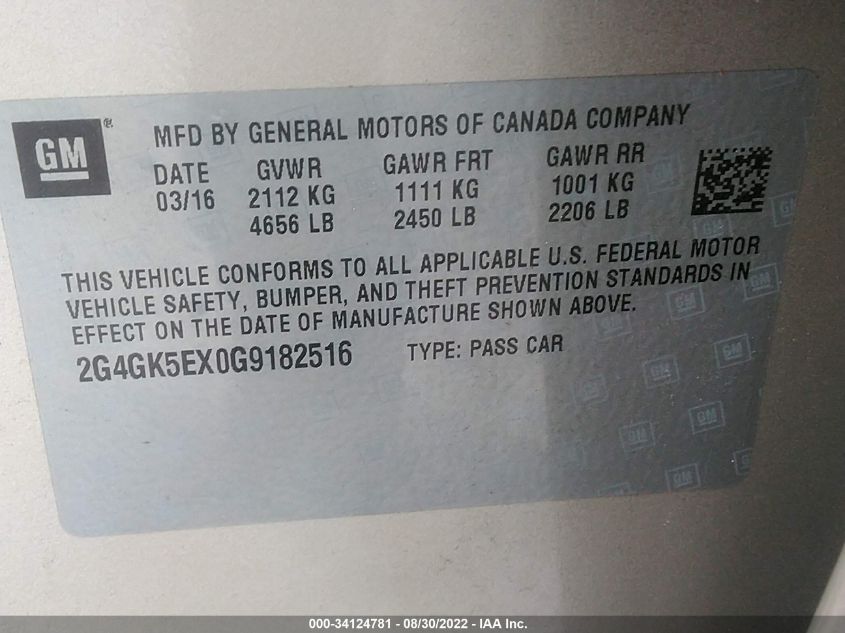 GM
MFD BY GENERAL MOTORS OF CANADA COMPANY
DATE GVWR GAWR FRT GAWR RR
03/16 2112 KG 1111 KG 1001 KG
4656 LB 2450 LB 2206 LB
THIS VEHICLE CONFORMS TO ALL APPLICABLE U.S. FEDERAL MOTOR
VEHICLE SAFETY, BUMPER, AND THEFT PREVENTION STANDARDS IN
EFFECT ON THE DATE OF MANUFACTURE SHOWN ABOVE.
2G4GK5EX0G9182516 TYPE: PASS CAR
000-34124781 - 08/30/2022 - IAA Inc.